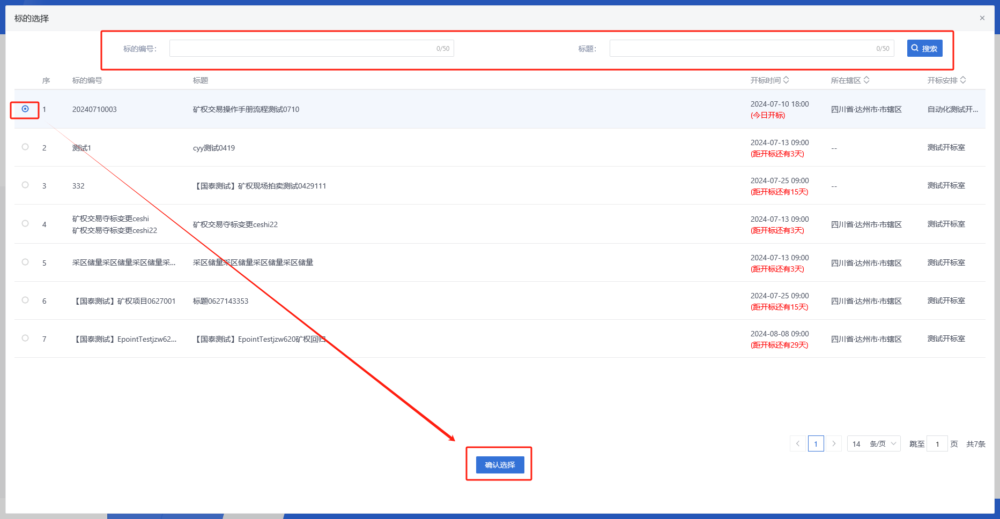 标的选择
标的编号： 0/50 标题： 0/50 搜索
序 标的编号 标题 开标时间 所在辖区 开标安排
1 20240710003 矿权交易操作手册流程测试0710 2024-07-10 18:00 四川省·达州市·市辖区 自动化测试开...
(今日开标)
2 测试1 cyy测试0419 2024-07-13 09:00 -- 测试开标室
(距开标还有3天)
3 332 【国泰测试】矿权现场拍卖测试0429111 2024-07-25 09:00 -- 测试开标室
(距开标还有15天)
4 矿权交易夺标变更ceshi 矿权交易夺标变更ceshi22 2024-07-13 09:00 四川省·达州市·市辖区 测试开标室
矿权交易夺标变更ceshi22 (距开标还有3天)
5 采区储量采区储量采区储量采... 采区储量采区储量采区储量采区储量 2024-07-13 09:00 四川省·达州市·市辖区 测试开标室
(距开标还有3天)
6 【国泰测试】矿权项目0627001 标题0627143353 2024-07-25 09:00 四川省·达州市·市辖区 测试开标室
(距开标还有15天)
7 【国泰测试】EpointTestjzw62... 【国泰测试】EpointTestjzw620矿权回归 2024-08-08 09:00 四川省·达州市·市辖区 测试开标室
(距开标还有29天)
1 14 条/页 跳至 1 页 共7条
确认选择